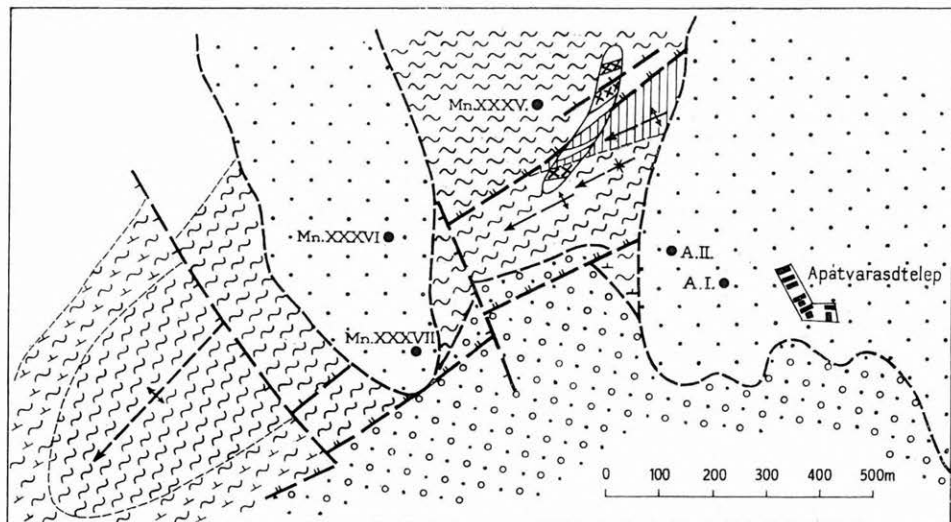 Mn.XXXV.
Mn.XXXVI
A.II.
A.I.
Apátvarasdtelep
Mn.XXXVII
0 100 200 300 400 500m